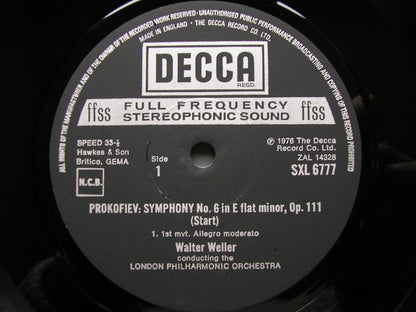 ALL RIGHTS OF THE MANUFACTURER AND OF THE OWNER OF THE RECORDED WORK RESERVED · UNAUTHORISED PUBLIC PERFORMANCE BROADCASTING AND COPYING OF THIS RECORD PROHIBITED
MADE IN ENGLAND · THE DECCA RECORD CO. LTD.
DECCA
REGD.
ffss FULL FREQUENCY ffss
STEREOPHONIC SOUND
SPEED 33-⅓
Hawkes & Son
Britico, GEMA
Side
1
℗ 1976 The Decca
Record Co. Ltd.
ZAL 14328
SXL 6777
N.C.B.
PROKOFIEV: SYMPHONY No. 6 in E flat minor, Op. 111
(Start)
1. 1st mvt. Allegro moderato
Walter Weller
conducting the
LONDON PHILHARMONIC ORCHESTRA